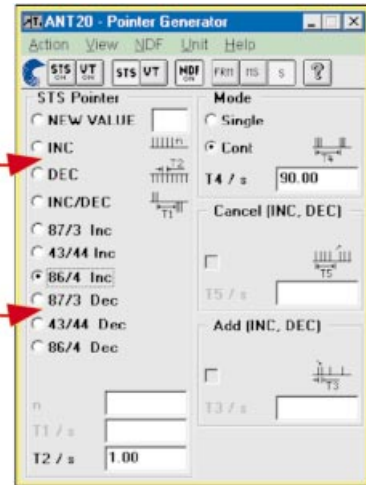 ANT20 - Pointer Generator
Action View NDF Unit Help
STS ON VT ON STS VT NDF ON FRM MS S ?
STS Pointer
NEW VALUE
INC
n
DEC
T2
INC/DEC
T1
87/3 Inc
43/44 Inc
86/4 Inc
87/3 Dec
43/44 Dec
86/4 Dec
n
T1 / s
T2 / s 1.00
Mode
Single
Cont
T4
T4 / s 90.00
Cancel (INC, DEC)
T5
T5 / s
Add (INC, DEC)
T3
T3 / s